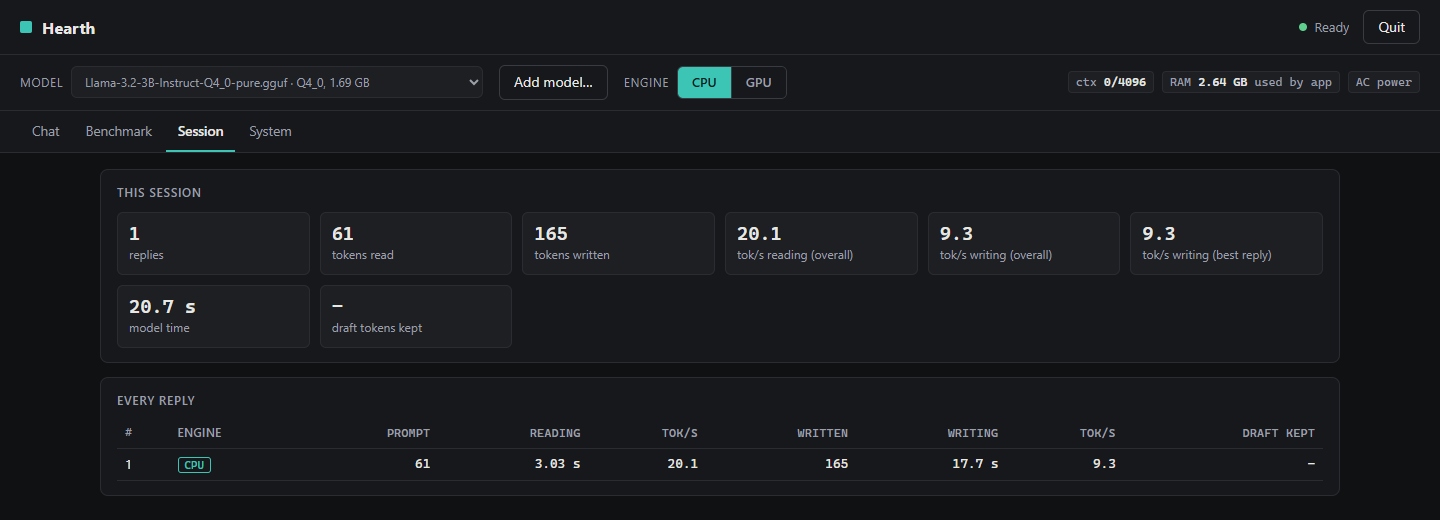 Hearth
Ready
Quit
MODEL
Llama-3.2-3B-Instruct-Q4_0-pure.gguf · Q4_0, 1.69 GB
Add model...
ENGINE
CPU
GPU
ctx 0/4096
RAM 2.64 GB used by app
AC power
Chat
Benchmark
Session
System
THIS SESSION
1
replies
61
tokens read
165
tokens written
20.1
tok/s reading (overall)
9.3
tok/s writing (overall)
9.3
tok/s writing (best reply)
20.7 s
model time
–
draft tokens kept
EVERY REPLY
# ENGINE PROMPT READING TOK/S WRITTEN WRITING TOK/S DRAFT KEPT
1 CPU 61 3.03 s 20.1 165 17.7 s 9.3 –